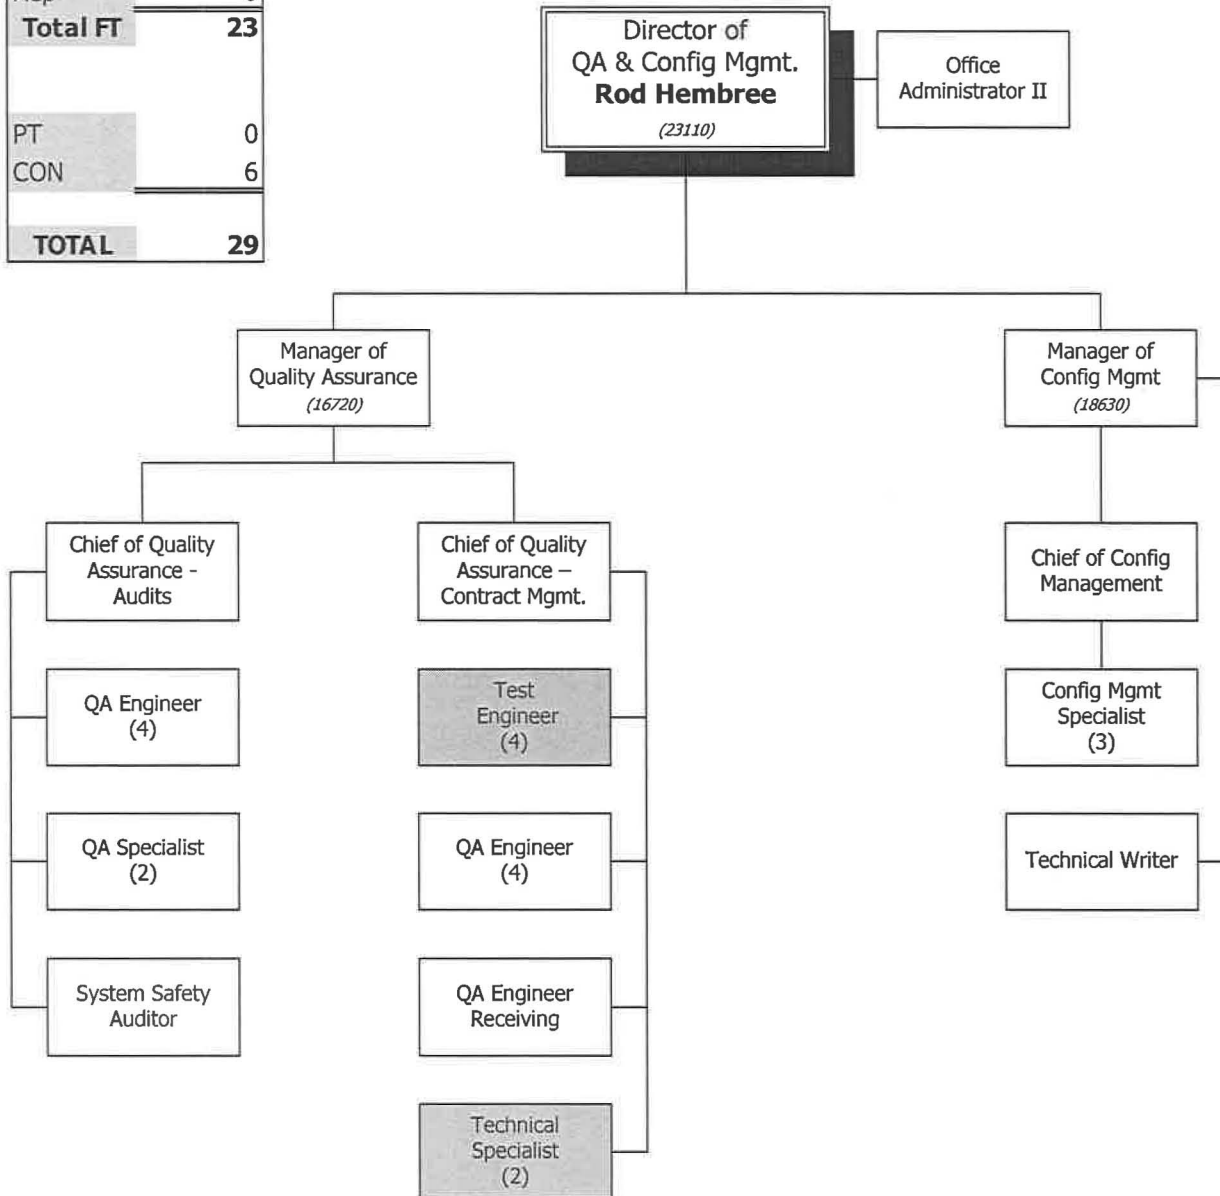 Total FT 23
PT 0
CON 6
TOTAL 29
Director of
QA & Config Mgmt.
Rod Hembree
(23110)
Office
Administrator II
Manager of
Quality Assurance
(16720)
Manager of
Config Mgmt
(18630)
Chief of Quality
Assurance -
Audits
Chief of Quality
Assurance –
Contract Mgmt.
Chief of Config
Management
QA Engineer
(4)
Test
Engineer
(4)
Config Mgmt
Specialist
(3)
QA Specialist
(2)
QA Engineer
(4)
Technical Writer
System Safety
Auditor
QA Engineer
Receiving
Technical
Specialist
(2)